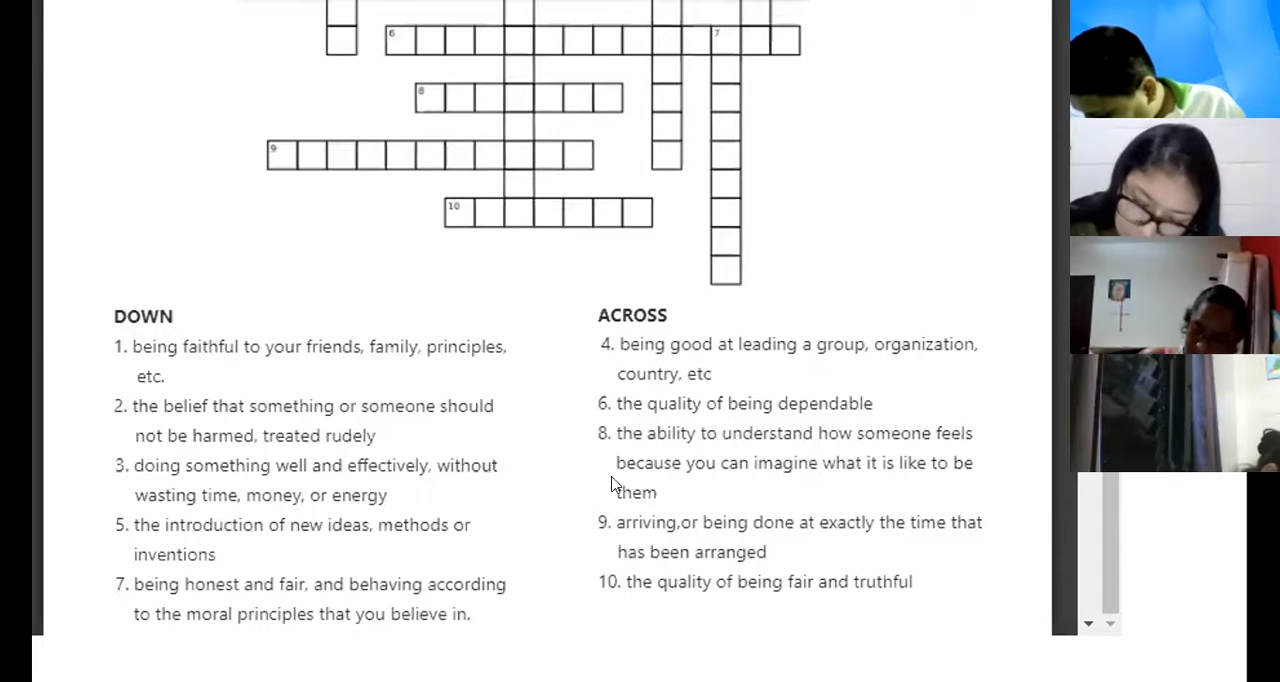 6
7
8
9
10
DOWN
1. being faithful to your friends, family, principles,
etc.
2. the belief that something or someone should
not be harmed, treated rudely
3. doing something well and effectively, without
wasting time, money, or energy
5. the introduction of new ideas, methods or
inventions
7. being honest and fair, and behaving according
to the moral principles that you believe in.
ACROSS
4. being good at leading a group, organization,
country, etc
6. the quality of being dependable
8. the ability to understand how someone feels
because you can imagine what it is like to be
them
9. arriving,or being done at exactly the time that
has been arranged
10. the quality of being fair and truthful